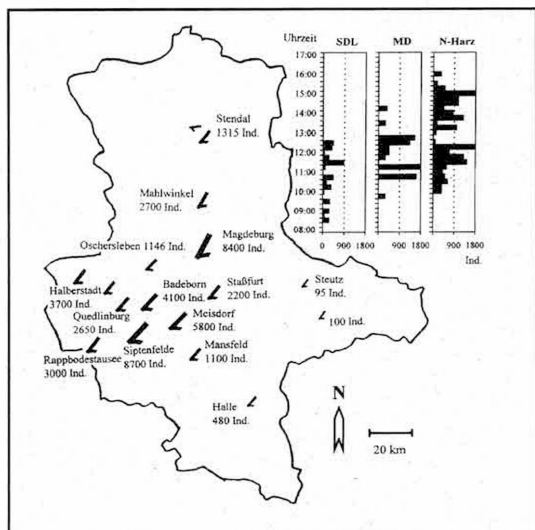 Uhrzeit SDL MD N-Harz
17:00
16:00
15:00
14:00
13:00
12:00
11:00
10:00
09:00
08:00
0 900 1800 0 900 1800 0 900 1800
Ind.
Stendal
1315 Ind.
Mahlwinkel
2700 Ind.
Magdeburg
8400 Ind.
Oschersleben 1146 Ind.
Halberstadt
3700 Ind.
Badeborn
4100 Ind.
Staßfurt
2200 Ind.
Steutz
95 Ind.
Quedlinburg
2650 Ind.
Meisdorf
5800 Ind.
100 Ind.
Rappbodestausee
3000 Ind.
Siptenfelde
8700 Ind.
Mansfeld
1100 Ind.
Halle
480 Ind.
N
20 km